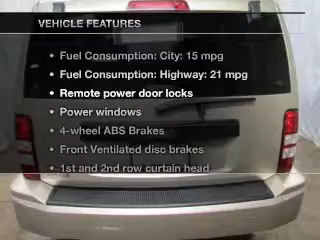 VEHICLE FEATURES
• Fuel Consumption: City: 15 mpg
• Fuel Consumption: Highway: 21 mpg
• Remote power door locks
• Power windows
• 4-wheel ABS Brakes
• Front Ventilated disc brakes
• 1st and 2nd row curtain head